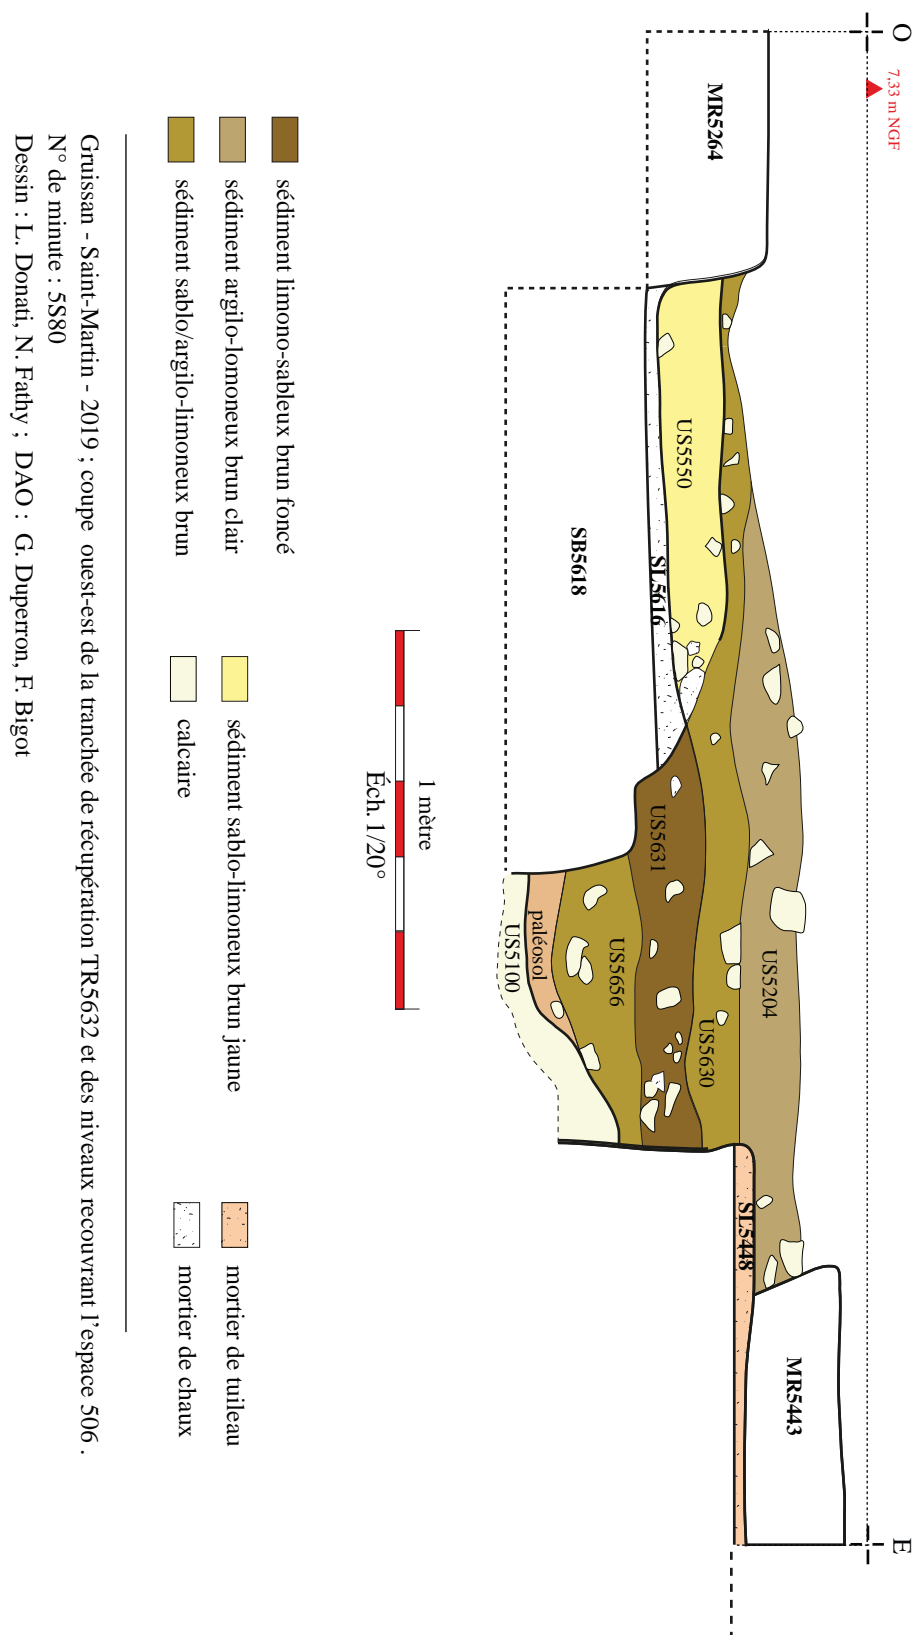 O
E
7,33 m NGF
MR5264
US5550
SL5616
SB5618
US5631
US5204
US5630
US5656
paléosol
US5100
SL5448
MR5443
1 mètre
Éch. 1/20°
sédiment limono-sableux brun foncé
sédiment argilo-lomoneux brun clair
sédiment sablo/argilo-limoneux brun
sédiment sablo-limoneux brun jaune
calcaire
mortier de tuileau
mortier de chaux
Gruissan - Saint-Martin - 2019 ; coupe ouest-est de la tranchée de récupération TR5632 et des niveaux recouvrant l'espace 506 .
N° de minute : 5S80
Dessin : L. Donati, N. Fathy ; DAO : G. Duperron, F. Bigot